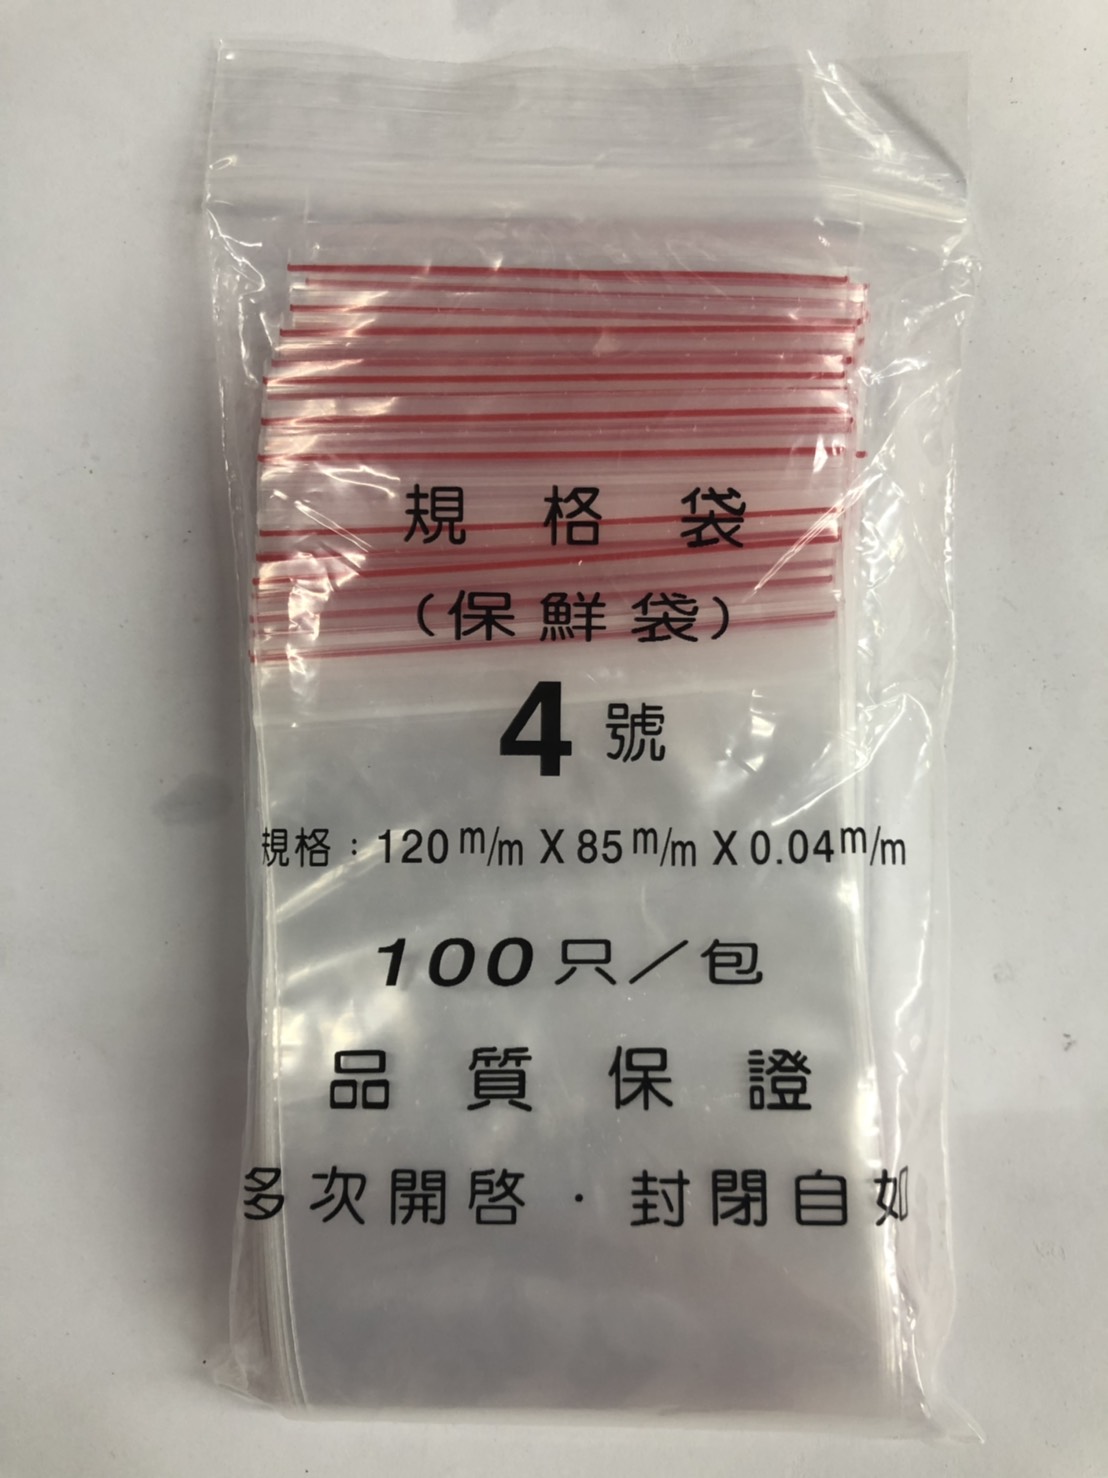 規格袋
(保鮮袋)
4號
規格：120m/m X 85m/m X 0.04m/m
100只／包
品質保證
多次開啓．封閉自如